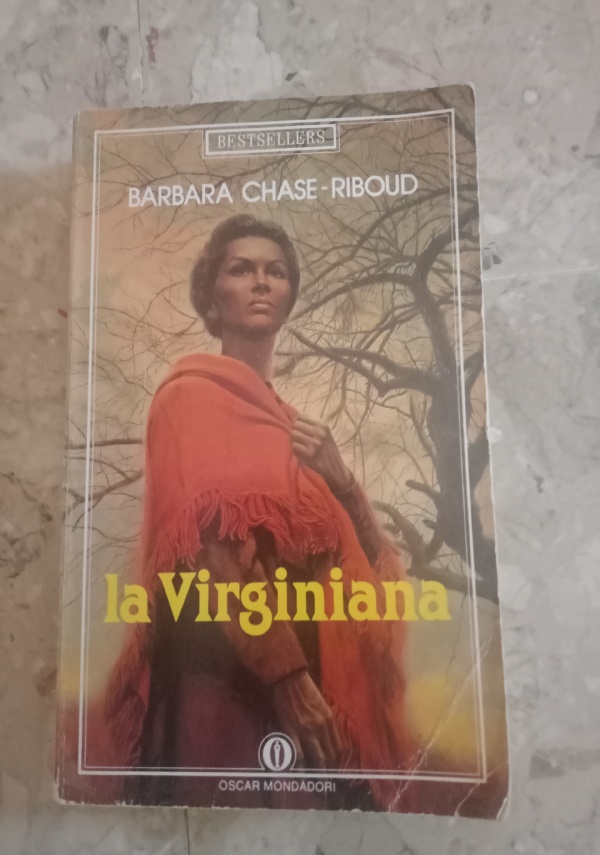 BESTSELLERS
BARBARA CHASE-RIBOUD
la Virginiana
OSCAR MONDADORI